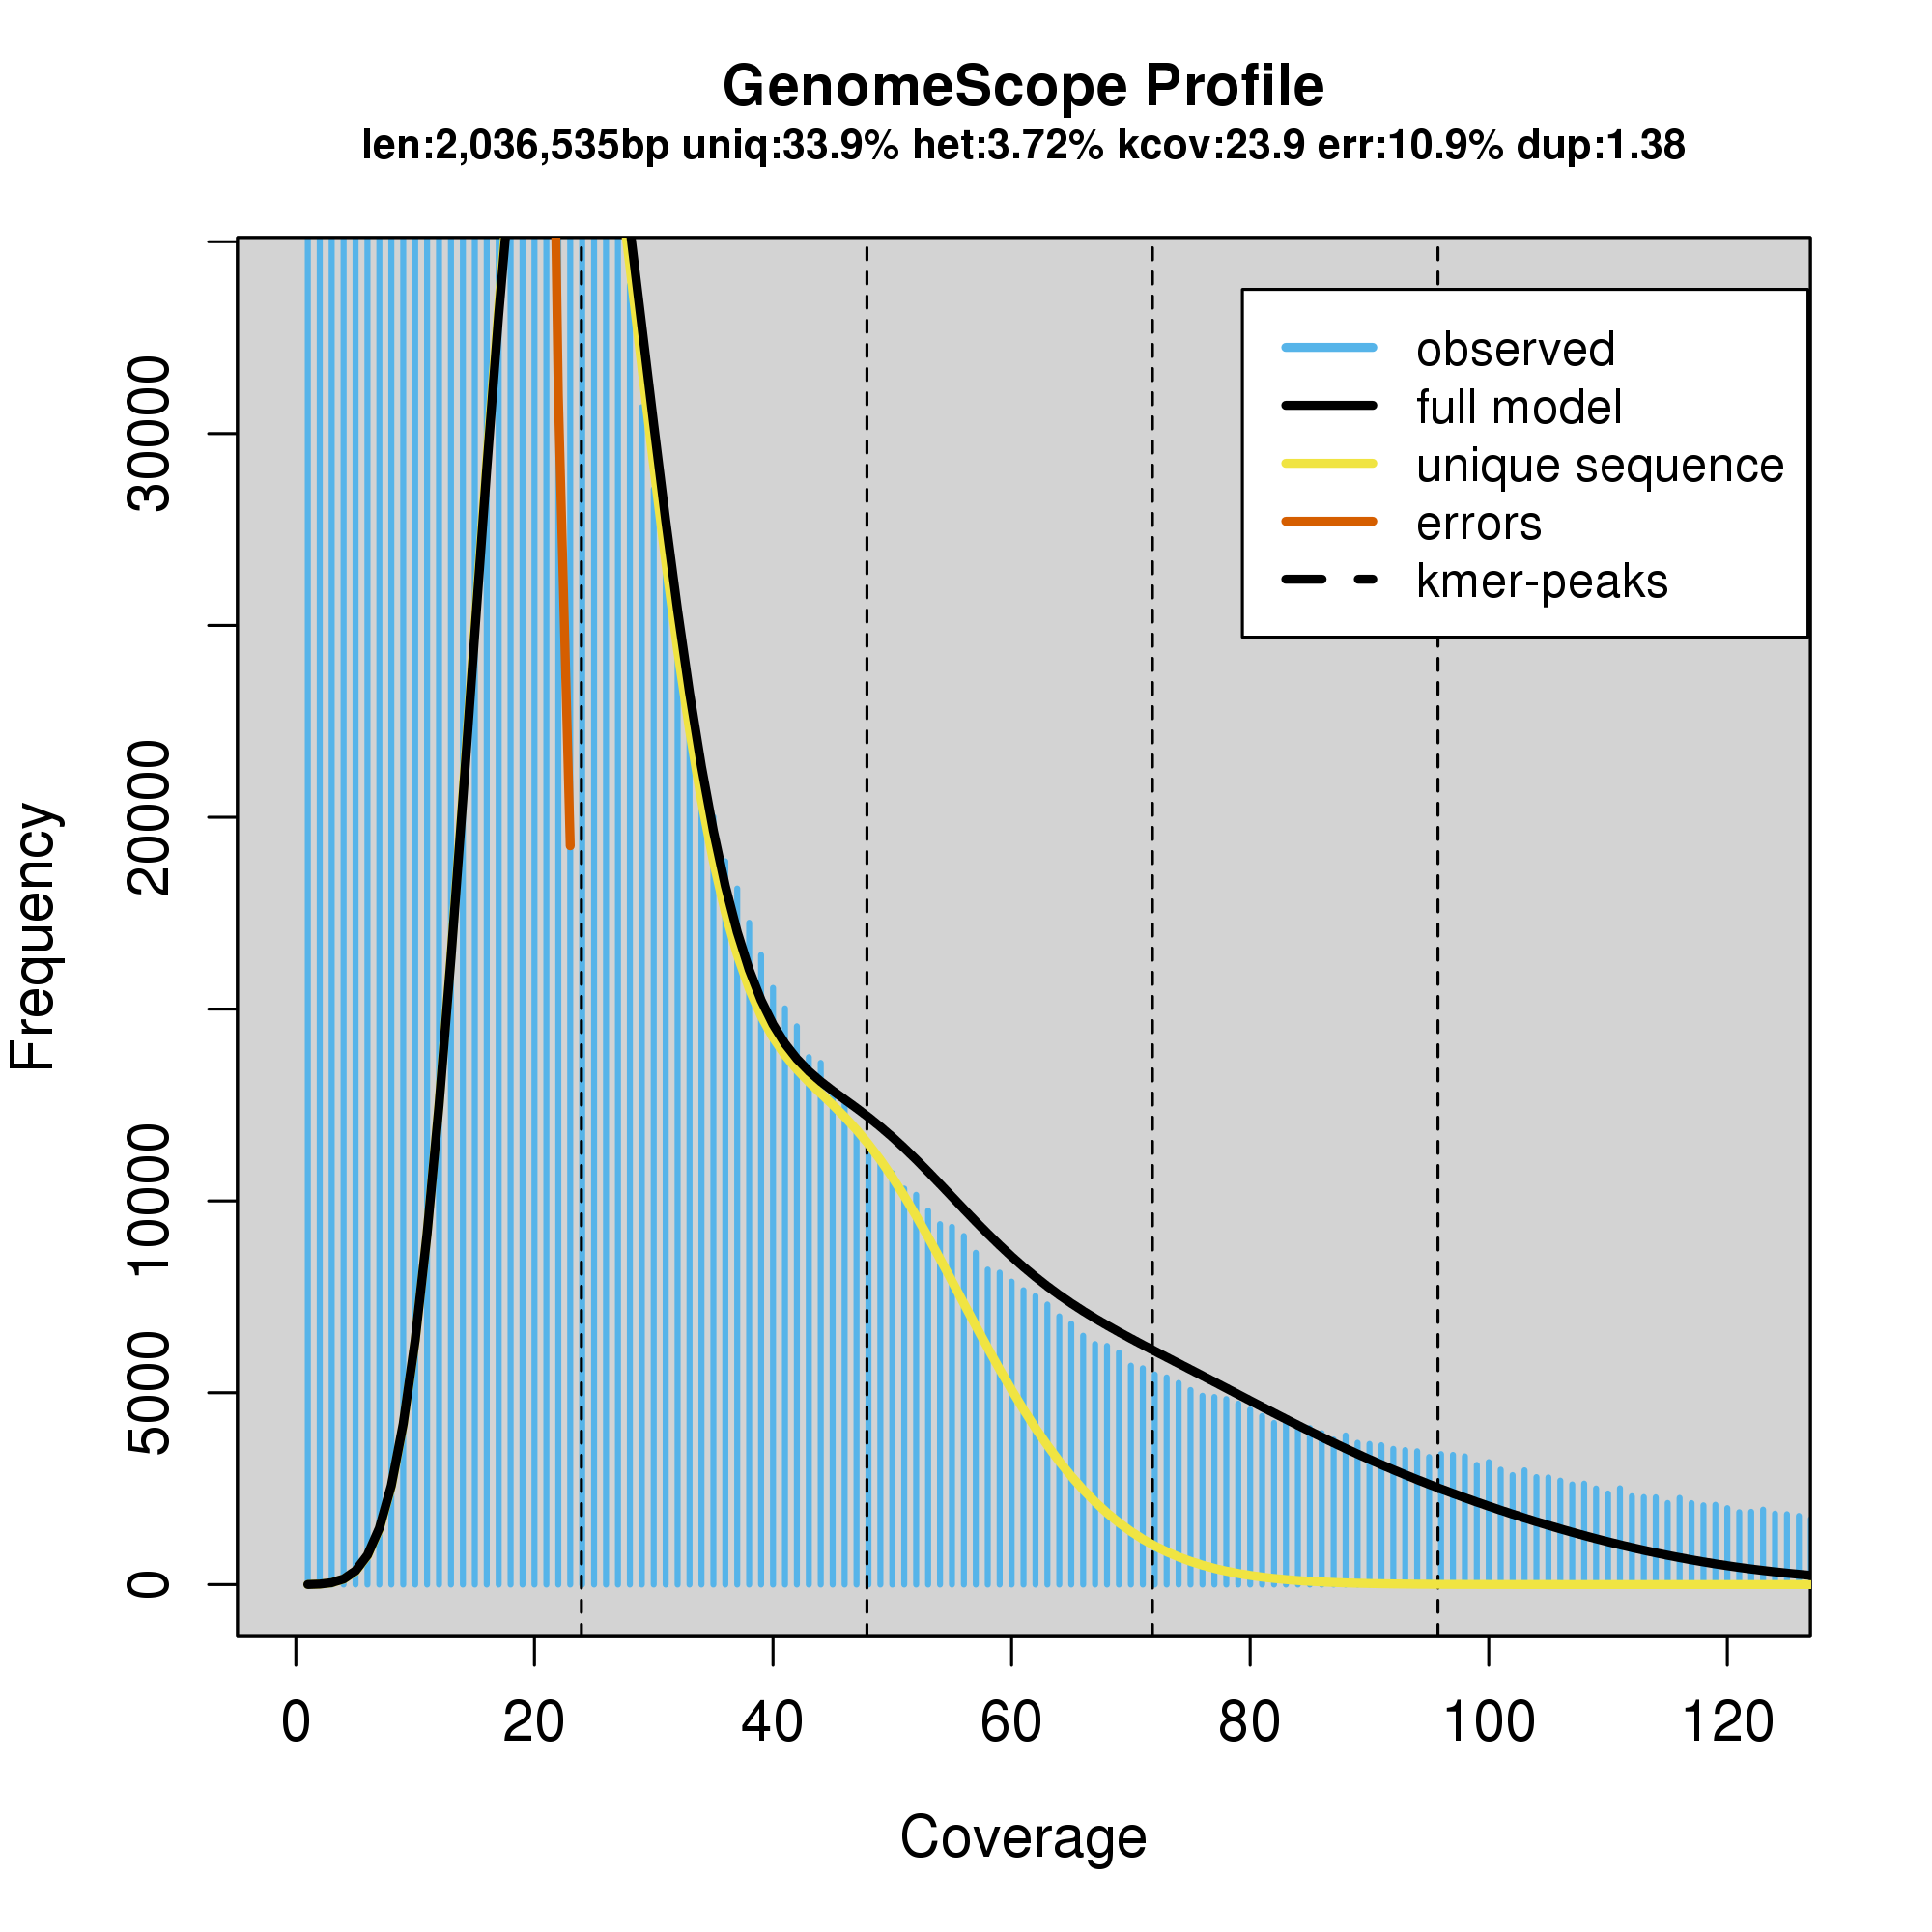 GenomeScope Profile
len:2,036,535bp uniq:33.9% het:3.72% kcov:23.9 err:10.9% dup:1.38
observed
full model
unique sequence
errors
kmer-peaks
Frequency
30000
20000
10000
5000
0
0 20 40 60 80 100 120
Coverage